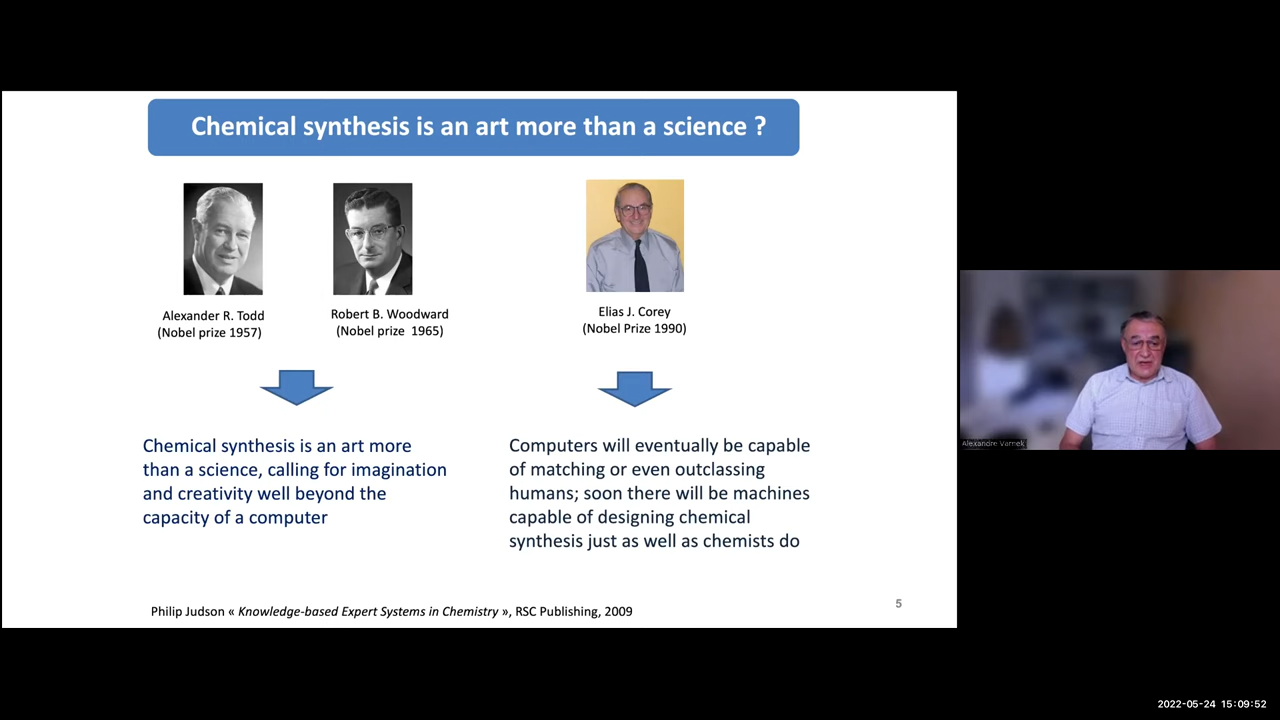 Chemical synthesis is an art more than a science ?
Alexander R. Todd
(Nobel prize 1957)
Robert B. Woodward
(Nobel prize 1965)
Elias J. Corey
(Nobel Prize 1990)
Chemical synthesis is an art more
than a science, calling for imagination
and creativity well beyond the
capacity of a computer
Computers will eventually be capable
of matching or even outclassing
humans; soon there will be machines
capable of designing chemical
synthesis just as well as chemists do
Philip Judson « Knowledge-based Expert Systems in Chemistry », RSC Publishing, 2009
5
Alexandre Varnek
2022-05-24 15:09:52